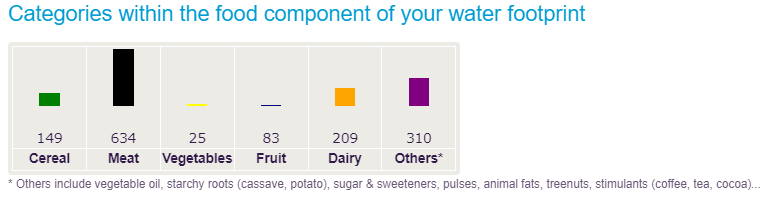 Categories within the food component of your water footprint
149 634 25 83 209 310
Cereal Meat Vegetables Fruit Dairy Others*
* Others include vegetable oil, starchy roots (cassave, potato), sugar & sweeteners, pulses, animal fats, treenuts, stimulants (coffee, tea, cocoa)...